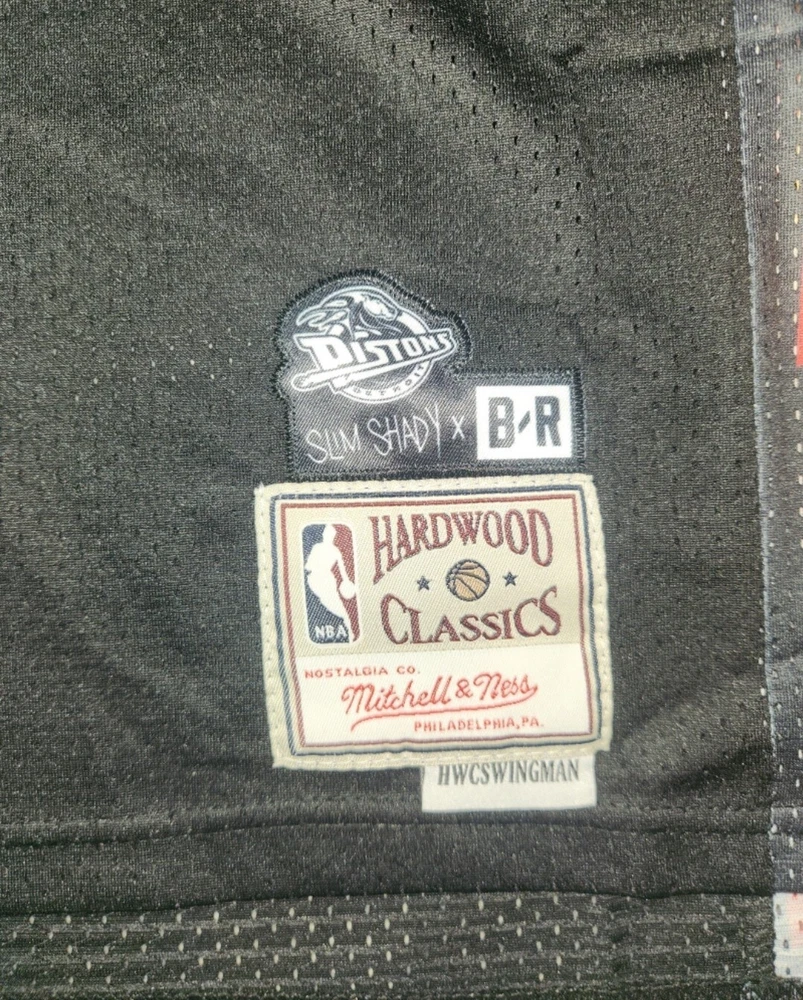 DISTONS
DETROIT
SLIM SHADY x B/R
HARDWOOD
CLASSICS
NBA
NOSTALGIA CO.
Mitchell & Ness
PHILADELPHIA, PA.
HWCSWINGMAN